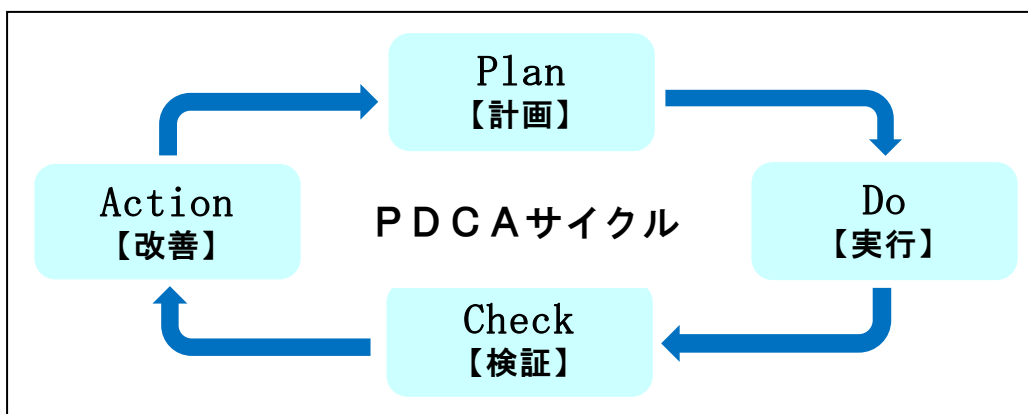 Plan
【計画】
Do
【実行】
Check
【検証】
Action
【改善】
ＰＤＣＡサイクル